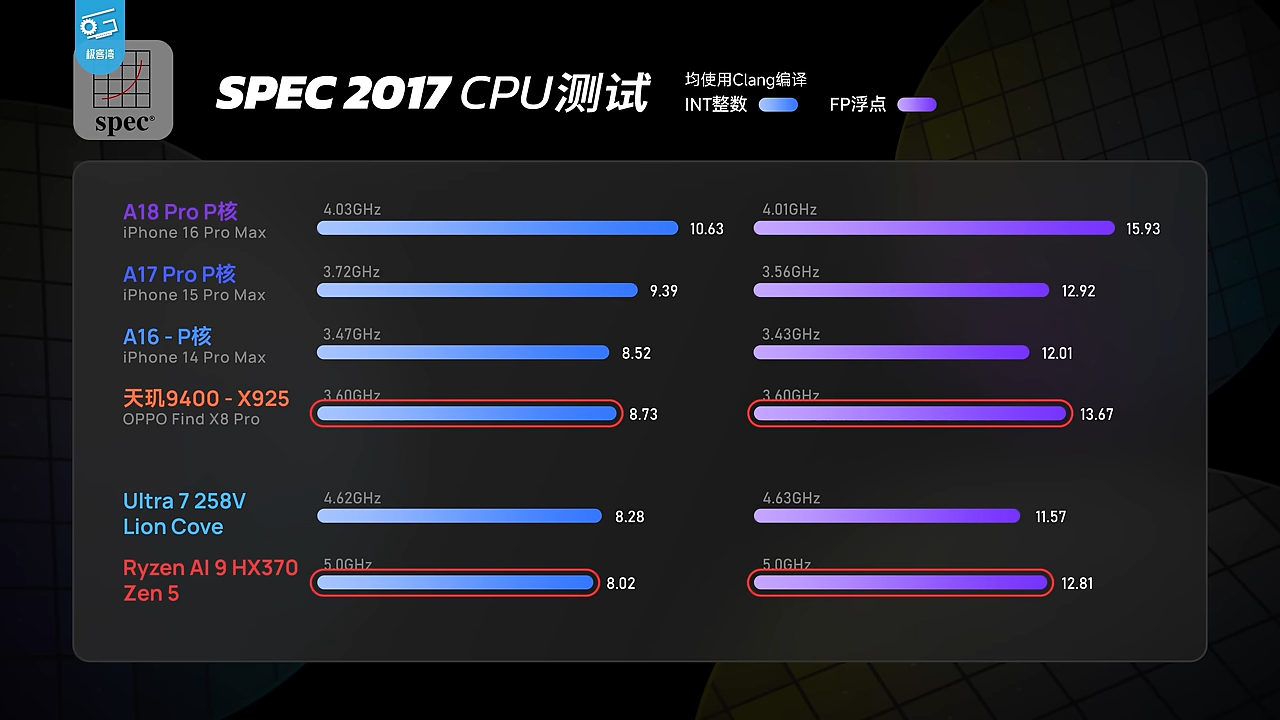 极客湾
spec®
SPEC 2017 CPU测试
均使用Clang编译
INT整数 FP浮点
A18 Pro P核
iPhone 16 Pro Max
4.03GHz
10.63
4.01GHz
15.93
A17 Pro P核
iPhone 15 Pro Max
3.72GHz
9.39
3.56GHz
12.92
A16 - P核
iPhone 14 Pro Max
3.47GHz
8.52
3.43GHz
12.01
天玑9400 - X925
OPPO Find X8 Pro
3.60GHz
8.73
3.60GHz
13.67
Ultra 7 258V
Lion Cove
4.62GHz
8.28
4.63GHz
11.57
Ryzen AI 9 HX370
Zen 5
5.0GHz
8.02
5.0GHz
12.81